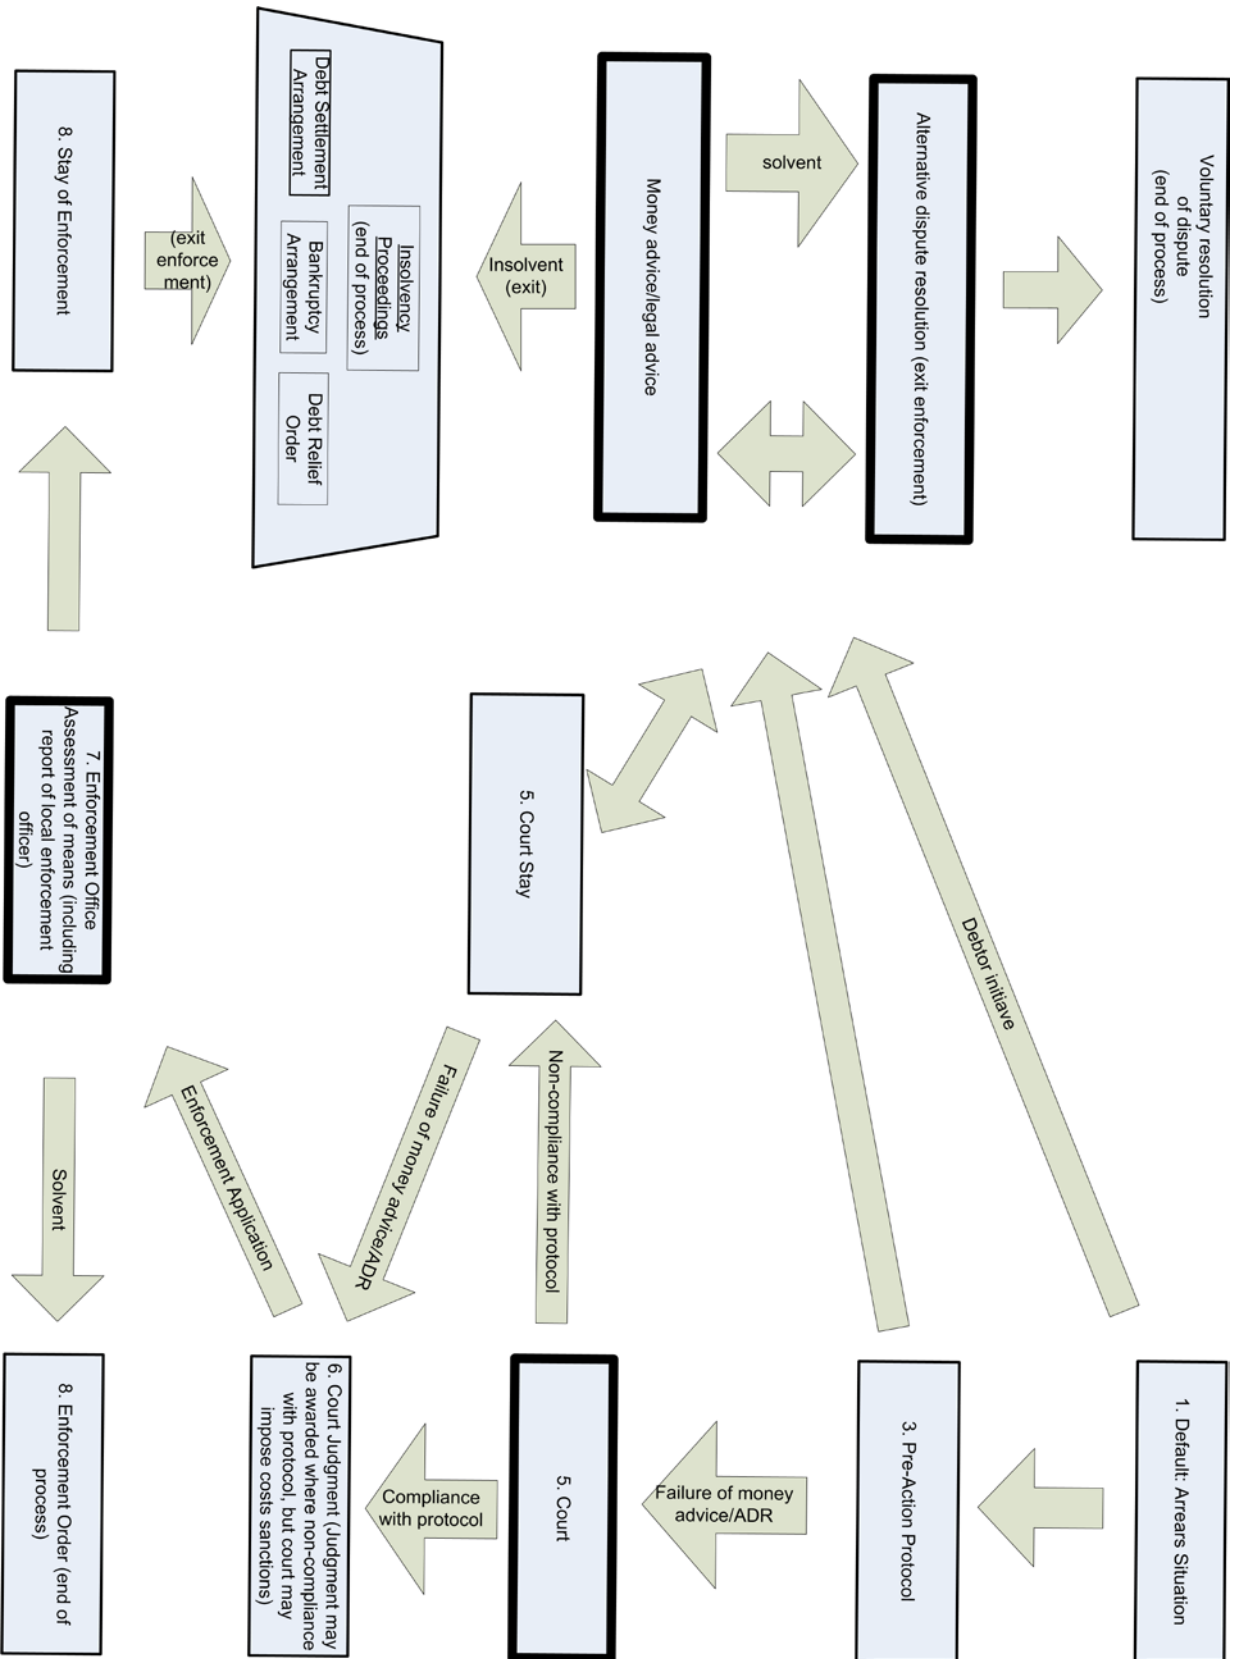 1. Default: Arrears Situation
3. Pre-Action Protocol
Failure of money
advice/ADR
5. Court
Compliance
with protocol
6. Court Judgment (Judgment may
be awarded where non-compliance
with protocol, but court may
impose costs sanctions)
8. Enforcement Order (end of
process)
Debtor initiave
Non-compliance with protocol
Failure of money advice/ADR
Enforcement Application
Solvent
5. Court Stay
7. Enforcement Office
Assessment of means (including
report of local enforcement
officer)
Voluntary resolution
of dispute
(end of process)
Alternative dispute resolution (exit enforcement)
solvent
Money advice/legal advice
Insolvent
(exit)
Insolvency
Proceedings
(end of process)
Debt Settlement
Arrangement
Bankruptcy
Arrangement
Debt Relief
Order
(exit
enforce
ment)
8. Stay of Enforcement